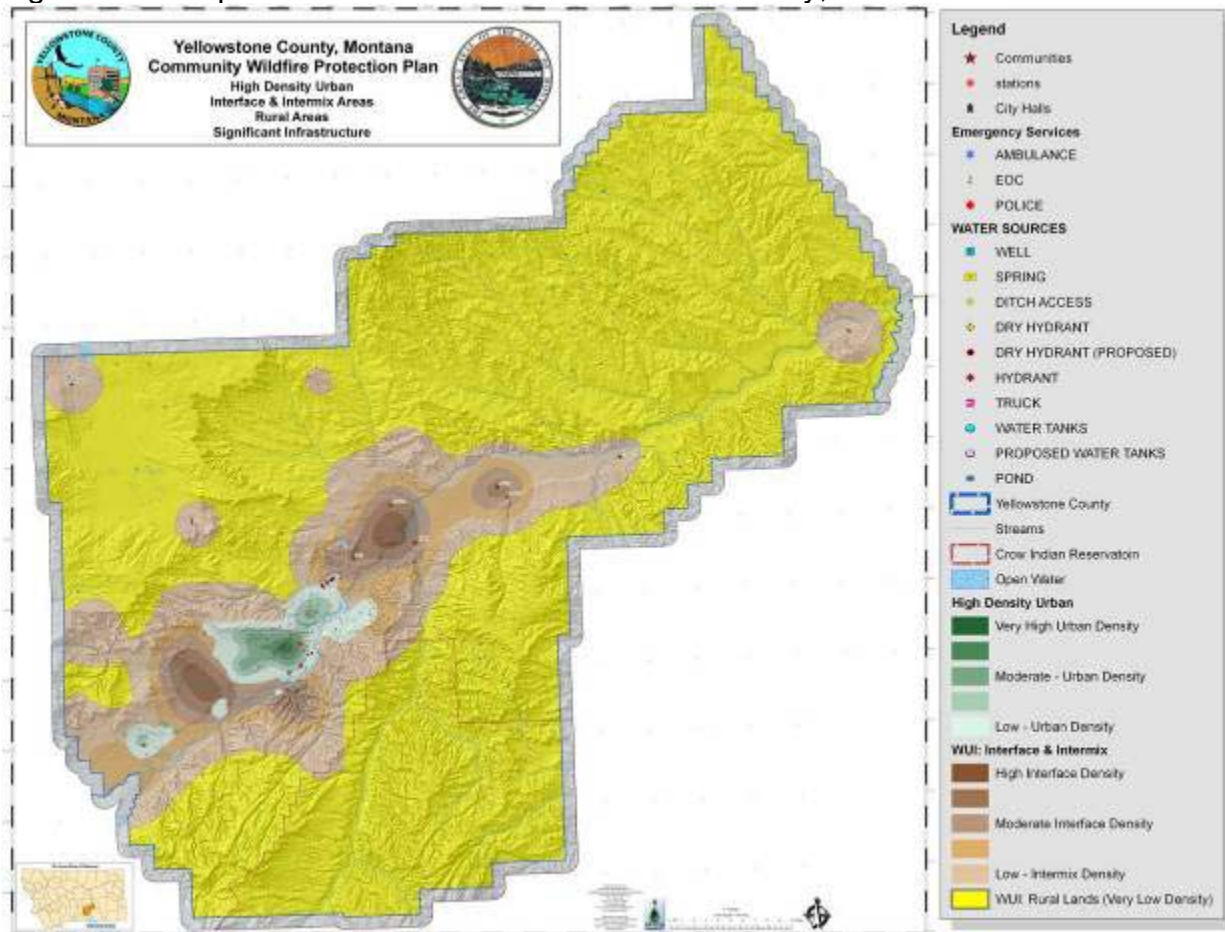 Yellowstone County, Montana
Community Wildfire Protection Plan
High Density Urban
Interface & Intermix Areas
Rural Areas
Significant Infrastructure
YELLOWSTONE COUNTY
MONTANA
Legend
Communities
stations
City Halls
Emergency Services
AMBULANCE
EOC
POLICE
WATER SOURCES
WELL
SPRING
DITCH ACCESS
DRY HYDRANT
DRY HYDRANT (PROPOSED)
HYDRANT
TRUCK
WATER TANKS
PROPOSED WATER TANKS
POND
Yellowstone County
Streams
Crow Indian Reservatoin
Open Water
High Density Urban
Very High Urban Density
Moderate - Urban Density
Low - Urban Density
WUI: Interface & Intermix
High Interface Density
Moderate Interface Density
Low - Intermix Density
WUI: Rural Lands (Very Low Density)